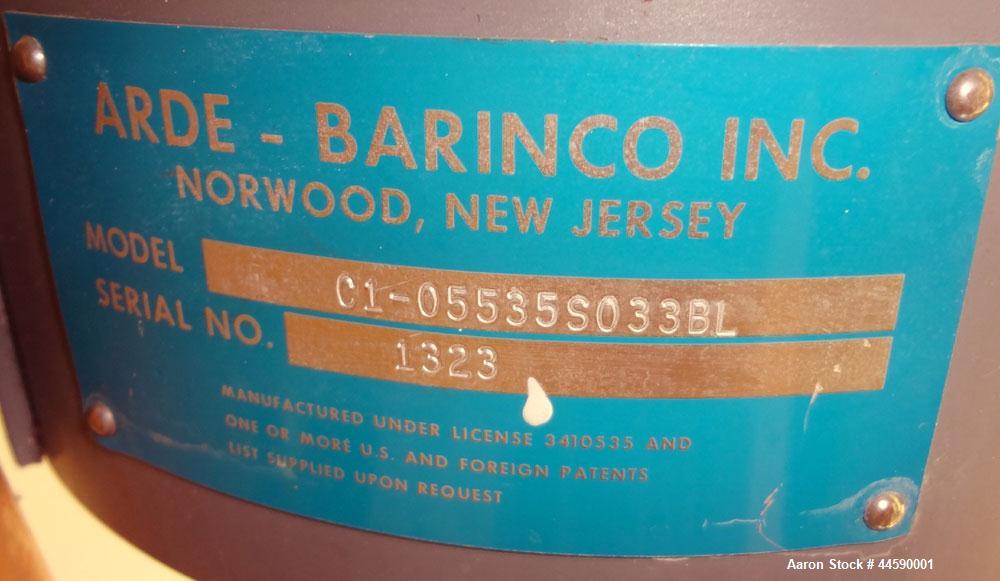 ARDE - BARINCO INC.
NORWOOD, NEW JERSEY
MODEL C1-05535S033BL
SERIAL NO. 1323
MANUFACTURED UNDER LICENSE 3410535 AND
ONE OR MORE U.S. AND FOREIGN PATENTS
LIST SUPPLIED UPON REQUEST
Aaron Stock # 44590001